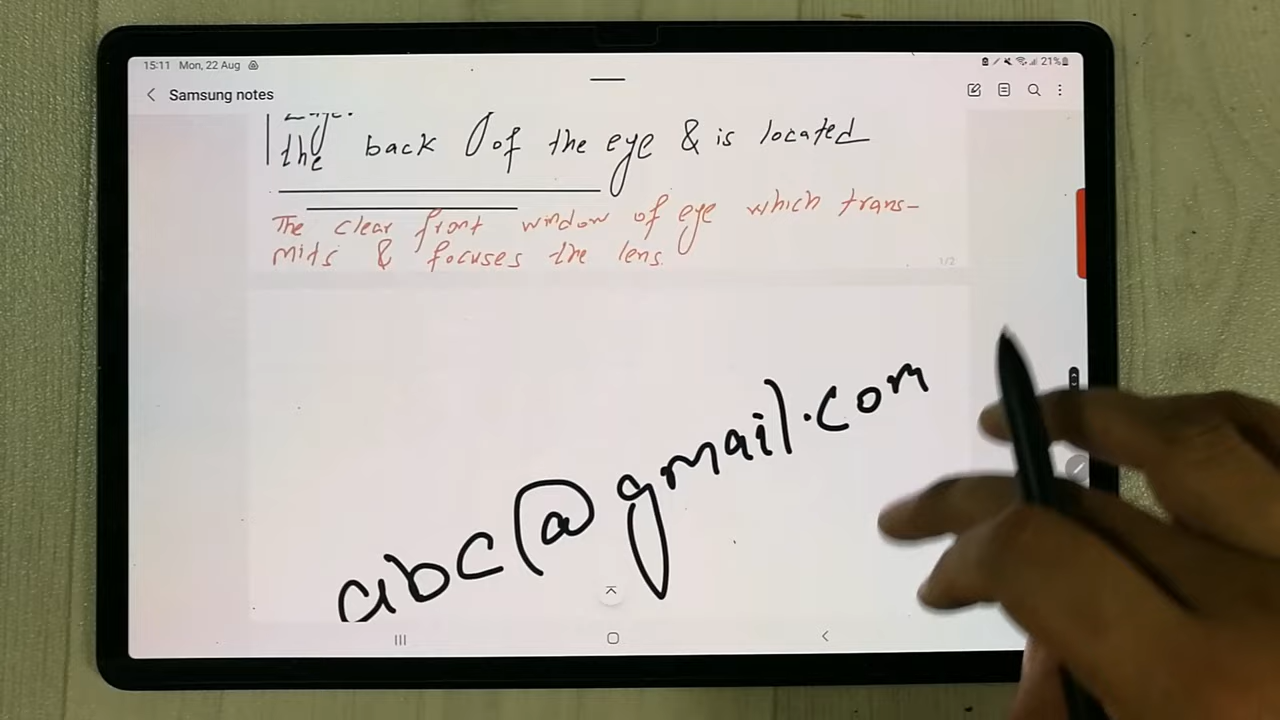 15:11 Mon, 22 Aug 21%
Samsung notes
the back of the eye & is located
The clear front window of eye which trans-
mits & focuses the lens.
1/2
abc@gmail.com